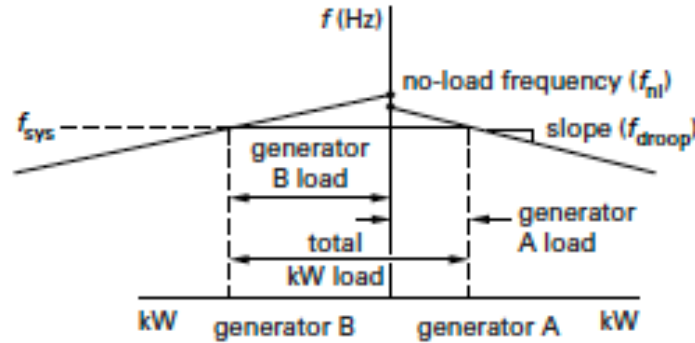 f (Hz)
no-load frequency (fnl)
fsys
slope (fdroop)
generator
B load
generator
A load
total
kW load
kW
generator B
generator A
kW